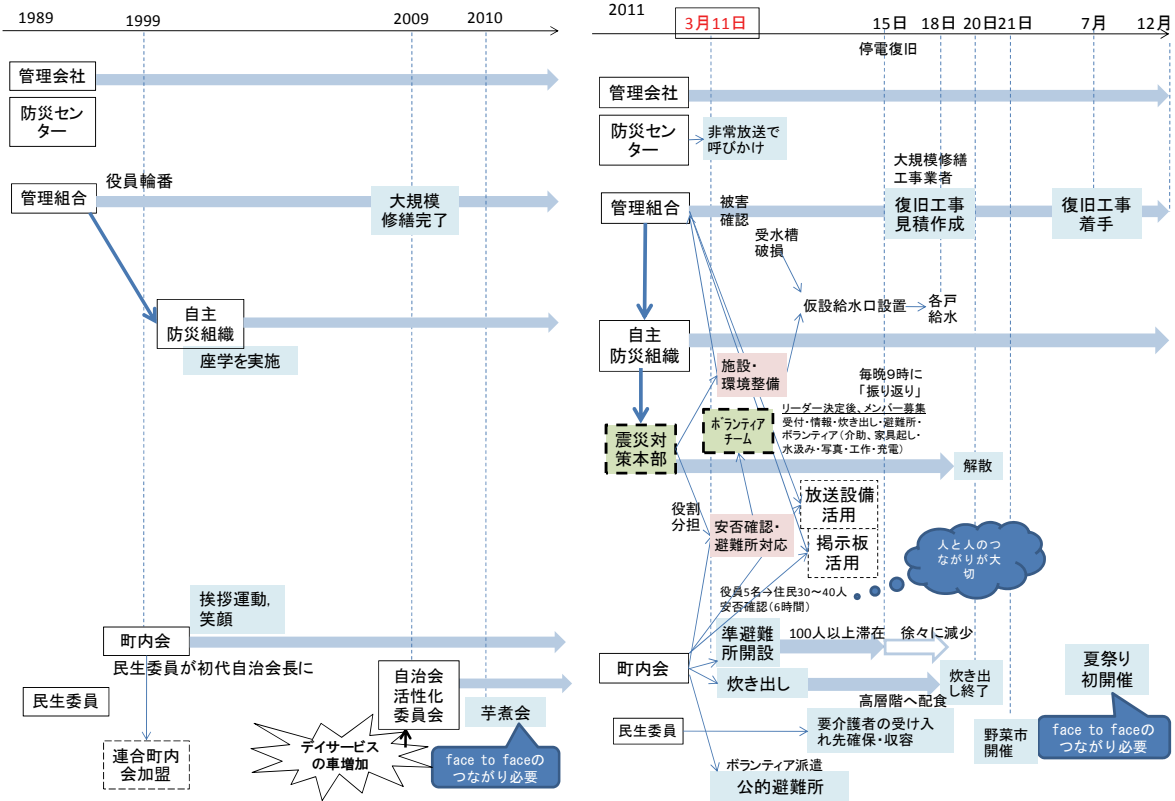 1989
1999
2009
2010
管理会社
防災セン
ター
役員輪番
管理組合
大規模
修繕完了
自主
防災組織
座学を実施
挨拶運動,
笑顔
町内会
民生委員が初代自治会長に
民生委員
自治会
活性化
委員会
芋煮会
デイサービス
の車増加
face to faceの
つながり必要
連合町内
会加盟
2011
3月11日
15日
18日
20日
21日
7月
12月
停電復旧
管理会社
防災セン
ター
非常放送で
呼びかけ
大規模修繕
工事業者
管理組合
被害
確認
復旧工事
見積作成
復旧工事
着手
受水槽
破損
仮設給水口設置
各戸
給水
自主
防災組織
施設・
環境整備
毎晩9時に
「振り返り」
リーダー決定後、メンバー募集
受付・情報・炊き出し・避難所・
ボランティア(介助、家具起し・
水汲み・写真・工作・充電)
ボランティア
チーム
震災対
策本部
解散
役割
分担
安否確認・
避難所対応
放送設備
活用
掲示板
活用
人と人のつ
ながりが大
切
役員5名→住民30～40人
安否確認(6時間)
町内会
準避難
所開設
100人以上滞在
徐々に減少
炊き出し
炊き出
し終了
高層階へ配食
夏祭り
初開催
民生委員
要介護者の受け入
れ先確保・収容
野菜市
開催
face to faceの
つながり必要
ボランティア派遣
公的避難所